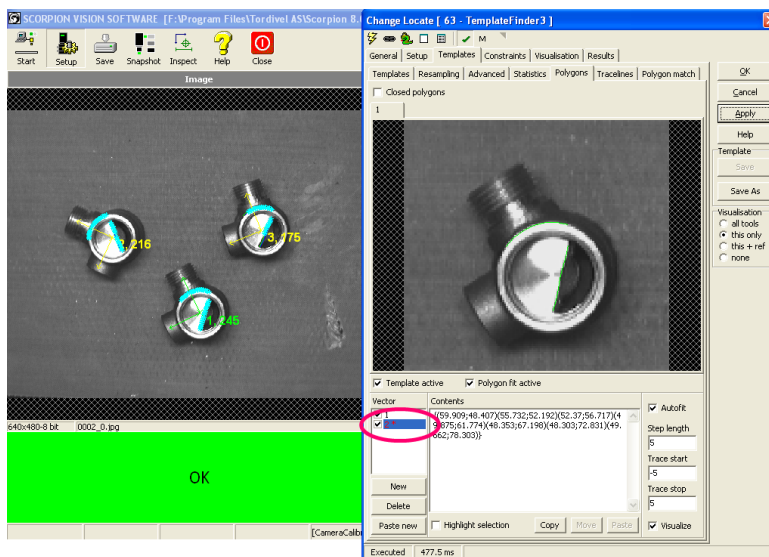 SCORPION VISION SOFTWARE [F:\Program Files\Tordivel AS\Scorpion 8.
Start Setup Save Snapshot Inspect Help Close
Image
2, 216
3, 175
1, 245
640x480-8 bit 0002_0.jpg
OK
[CameraCalibr
Change Locate [ 63 - TemplateFinder3 ]
M
General Setup Templates Constraints Visualisation Results
Templates Resampling Advanced Statistics Polygons Tracelines Polygon match
Closed polygons
1
Template active Polygon fit active
Vector Contents
1
{(59.909;48.407)(55.732;52.192)(52.37;56.717)(4
9.875;61.774)(48.353;67.198)(48.303;72.831)(49.
662;78.303)}
New
Delete
Paste new Highlight selection Copy Move Paste
Autofit
Step length
5
Trace start
-5
Trace stop
5
Visualize
Executed 477.5 ms
OK
Cancel
Apply
Help
Template
Save
Save As
Visualisation
all tools
this only
this + ref
none